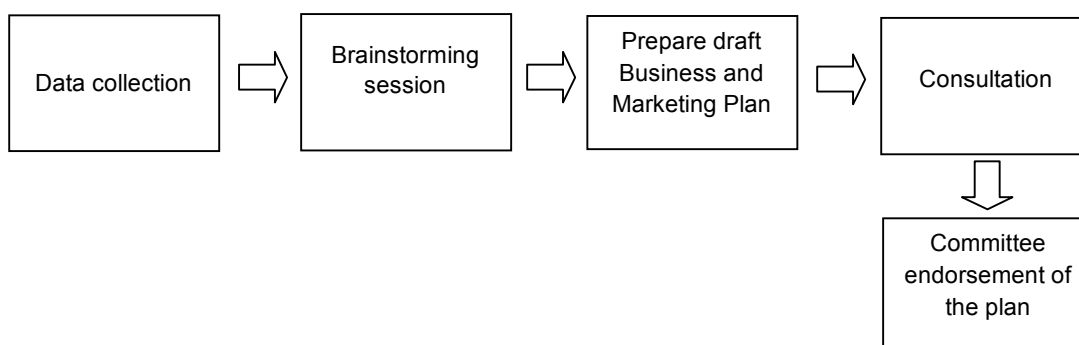 Data collection
Brainstorming
session
Prepare draft
Business and
Marketing Plan
Consultation
Committee
endorsement of
the plan